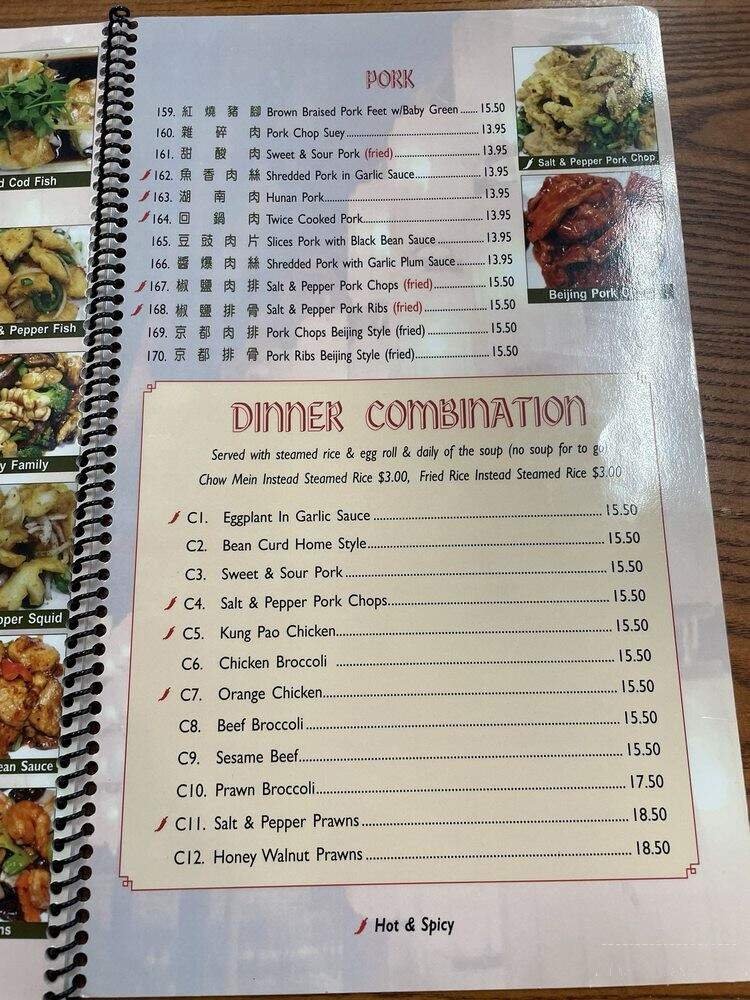 PORK
159. 紅燒豬腳 Brown Braised Pork Feet w/Baby Green ...... 15.50
160. 雜碎肉 Pork Chop Suey 13.95
161. 甜酸肉 Sweet & Sour Pork (fried) 13.95
162. 魚香肉絲 Shredded Pork in Garlic Sauce 13.95
163. 湖南肉 Hunan Pork 13.95
164. 回鍋肉 Twice Cooked Pork 13.95
165. 豆豉肉片 Slices Pork with Black Bean Sauce 13.95
166. 醬爆肉絲 Shredded Pork with Garlic Plum Sauce 13.95
167. 椒鹽肉排 Salt & Pepper Pork Chops (fried) 15.50
168. 椒鹽排骨 Salt & Pepper Pork Ribs (fried) 15.50
169. 京都肉排 Pork Chops Beijing Style (fried) 15.50
170. 京都排骨 Pork Ribs Beijing Style (fried) 15.50
Salt & Pepper Pork Chop
Beijing Pork
DINNER COMBINATION
Served with steamed rice & egg roll & daily of the soup (no soup for to go
Chow Mein Instead Steamed Rice $3.00, Fried Rice Instead Steamed Rice $3.00
C1. Eggplant In Garlic Sauce 15.50
C2. Bean Curd Home Style 15.50
C3. Sweet & Sour Pork 15.50
C4. Salt & Pepper Pork Chops 15.50
C5. Kung Pao Chicken 15.50
C6. Chicken Broccoli 15.50
C7. Orange Chicken 15.50
C8. Beef Broccoli 15.50
C9. Sesame Beef 15.50
C10. Prawn Broccoli 17.50
C11. Salt & Pepper Prawns 18.50
C12. Honey Walnut Prawns 18.50
Hot & Spicy
d Cod Fish
& Pepper Fish
y Family
pper Squid
ean Sauce
ns